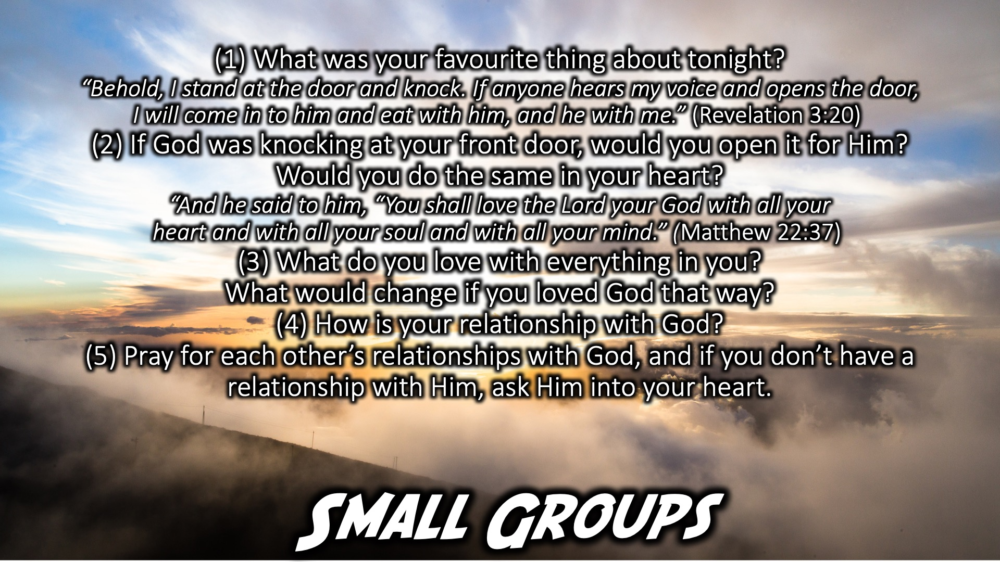 (1) What was your favourite thing about tonight?
“Behold, I stand at the door and knock. If anyone hears my voice and opens the door,
I will come in to him and eat with him, and he with me.” (Revelation 3:20)
(2) If God was knocking at your front door, would you open it for Him?
Would you do the same in your heart?
“And he said to him, “You shall love the Lord your God with all your
heart and with all your soul and with all your mind.” (Matthew 22:37)
(3) What do you love with everything in you?
What would change if you loved God that way?
(4) How is your relationship with God?
(5) Pray for each other’s relationships with God, and if you don’t have a
relationship with Him, ask Him into your heart.
Small Groups